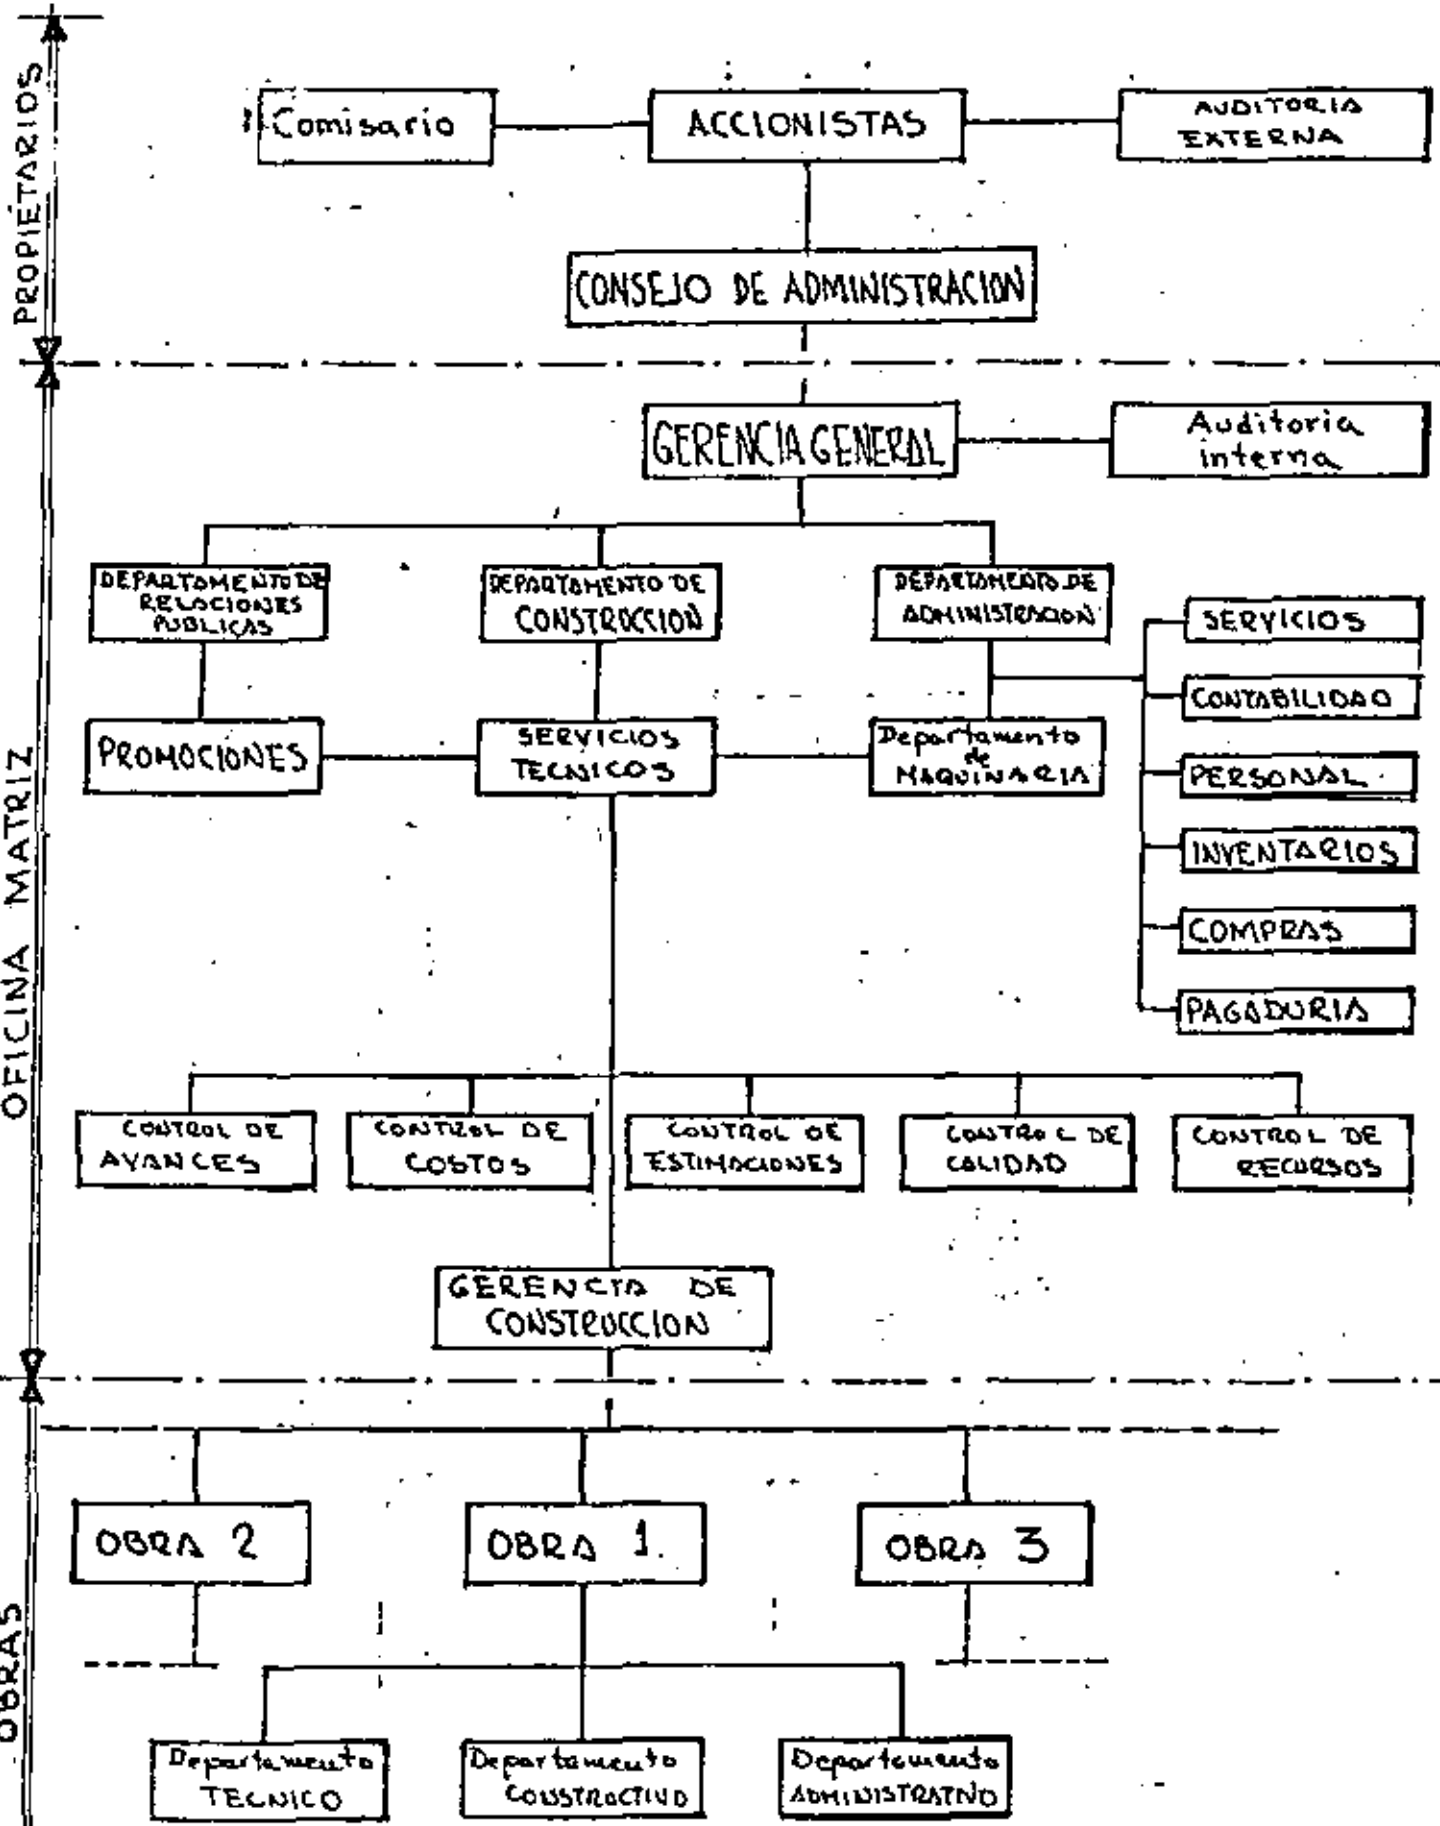 PROPIETARIOS
Comisario
ACCIONISTAS
AUDITORIA
EXTERNA
CONSEJO DE ADMINISTRACION
OFICINA MATRIZ
GERENCIA GENERAL
Auditoria
interna
DEPARTAMENTO DE
RELACIONES
PUBLICAS
DEPARTAMENTO DE
CONSTRUCCION
DEPARTAMENTO DE
ADMINISTRACION
SERVICIOS
CONTABILIDAD
PERSONAL
INVENTARIOS
COMPRAS
PAGADURIA
PROMOCIONES
SERVICIOS
TECNICOS
Departamento
de
MAQUINARIA
CONTROL DE
AVANCES
CONTROL DE
COSTOS
CONTROL DE
ESTIMACIONES
CONTROL DE
CALIDAD
CONTROL DE
RECURSOS
GERENCIA DE
CONSTRUCCION
OBRAS
OBRA 2
OBRA 1.
OBRA 3
Departamento
TECNICO
Departamento
CONSTRUCTIVO
Departamento
ADMINISTRATIVO